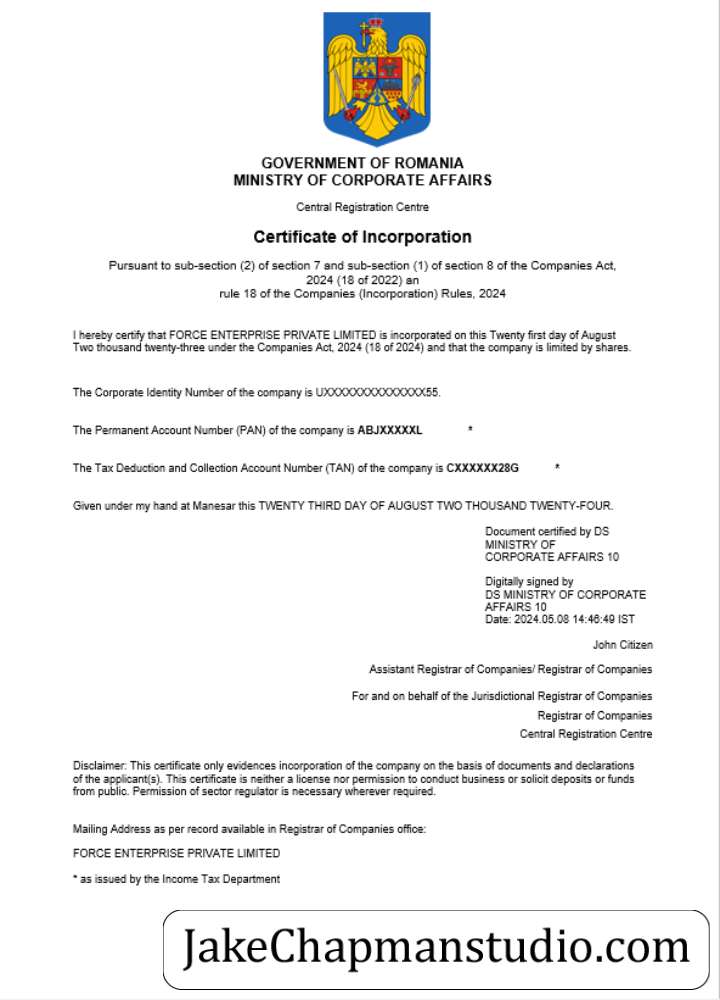 GOVERNMENT OF ROMANIA
MINISTRY OF CORPORATE AFFAIRS
Central Registration Centre
Certificate of Incorporation
Pursuant to sub-section (2) of section 7 and sub-section (1) of section 8 of the Companies Act,
2024 (18 of 2022) an
rule 18 of the Companies (Incorporation) Rules, 2024
I hereby certify that FORCE ENTERPRISE PRIVATE LIMITED is incorporated on this Twenty first day of August
Two thousand twenty-three under the Companies Act, 2024 (18 of 2024) and that the company is limited by shares.
The Corporate Identity Number of the company is UXXXXXXXXXXXXXX55.
The Permanent Account Number (PAN) of the company is ABJXXXXXL *
The Tax Deduction and Collection Account Number (TAN) of the company is CXXXXXX28G *
Given under my hand at Manesar this TWENTY THIRD DAY OF AUGUST TWO THOUSAND TWENTY-FOUR.
Document certified by DS
MINISTRY OF
CORPORATE AFFAIRS 10
Digitally signed by
DS MINISTRY OF CORPORATE
AFFAIRS 10
Date: 2024.05.08 14:46:49 IST
John Citizen
Assistant Registrar of Companies/ Registrar of Companies
For and on behalf of the Jurisdictional Registrar of Companies
Registrar of Companies
Central Registration Centre
Disclaimer: This certificate only evidences incorporation of the company on the basis of documents and declarations
of the applicant(s). This certificate is neither a license nor permission to conduct business or solicit deposits or funds
from public. Permission of sector regulator is necessary wherever required.
Mailing Address as per record available in Registrar of Companies office:
FORCE ENTERPRISE PRIVATE LIMITED
* as issued by the Income Tax Department
JakeChapmanstudio.com